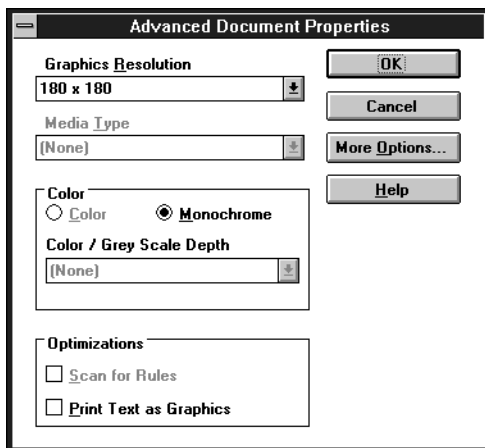 Advanced Document Properties
Graphics Resolution
180 x 180
Media Type
(None)
Color
Color Monochrome
Color / Grey Scale Depth
(None)
Optimizations
Scan for Rules
Print Text as Graphics
OK
Cancel
More Options...
Help